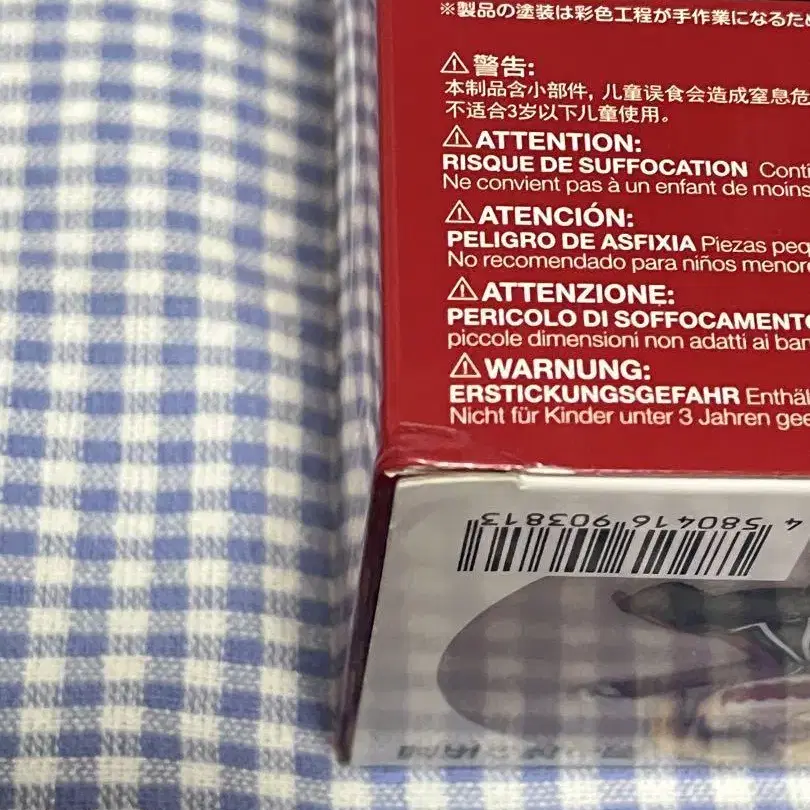 ※製品の塗装は彩色工程が手作業になるため
⚠警告:
本制品含小部件, 儿童误食会造成窒息危
不适合3岁以下儿童使用。
⚠ATTENTION:
RISQUE DE SUFFOCATION Conti
Ne convient pas à un enfant de moins
⚠ATENCIÓN:
PELIGRO DE ASFIXIA Piezas peq
No recomendado para niños menore
⚠ATTENZIONE:
PERICOLO DI SOFFOCAMENTO
piccole dimensioni non adatti ai bam
⚠WARNUNG:
ERSTICKUNGSGEFAHR Enthäl
Nicht für Kinder unter 3 Jahren gee
4 580416 903813